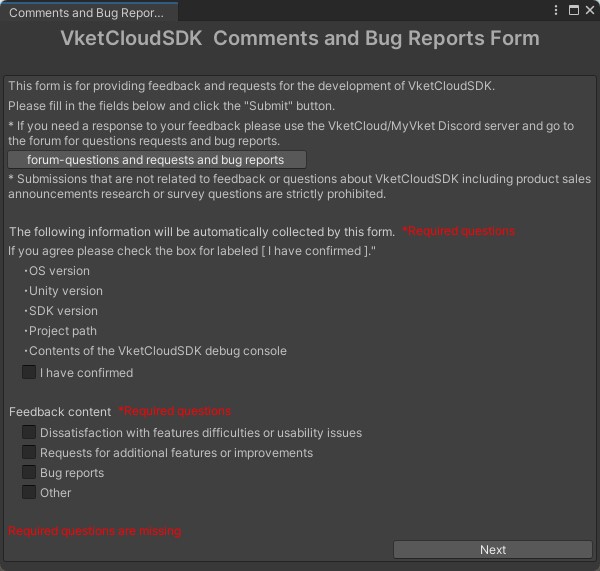 Comments and Bug Repor...
VketCloudSDK  Comments and Bug Reports Form
This form is for providing feedback and requests for the development of VketCloudSDK.
Please fill in the fields below and click the "Submit" button.
* If you need a response to your feedback please use the VketCloud/MyVket Discord server and go to
the forum for questions requests and bug reports.
forum-questions and requests and bug reports
* Submissions that are not related to feedback or questions about VketCloudSDK including product sales
announcements research or survey questions are strictly prohibited.
The following information will be automatically collected by this form. *Required questions
If you agree please check the box for labeled [ I have confirmed ]."
・OS version
・Unity version
・SDK version
・Project path
・Contents of the VketCloudSDK debug console
I have confirmed
Feedback content *Required questions
Dissatisfaction with features difficulties or usability issues
Requests for additional features or improvements
Bug reports
Other
Required questions are missing
Next